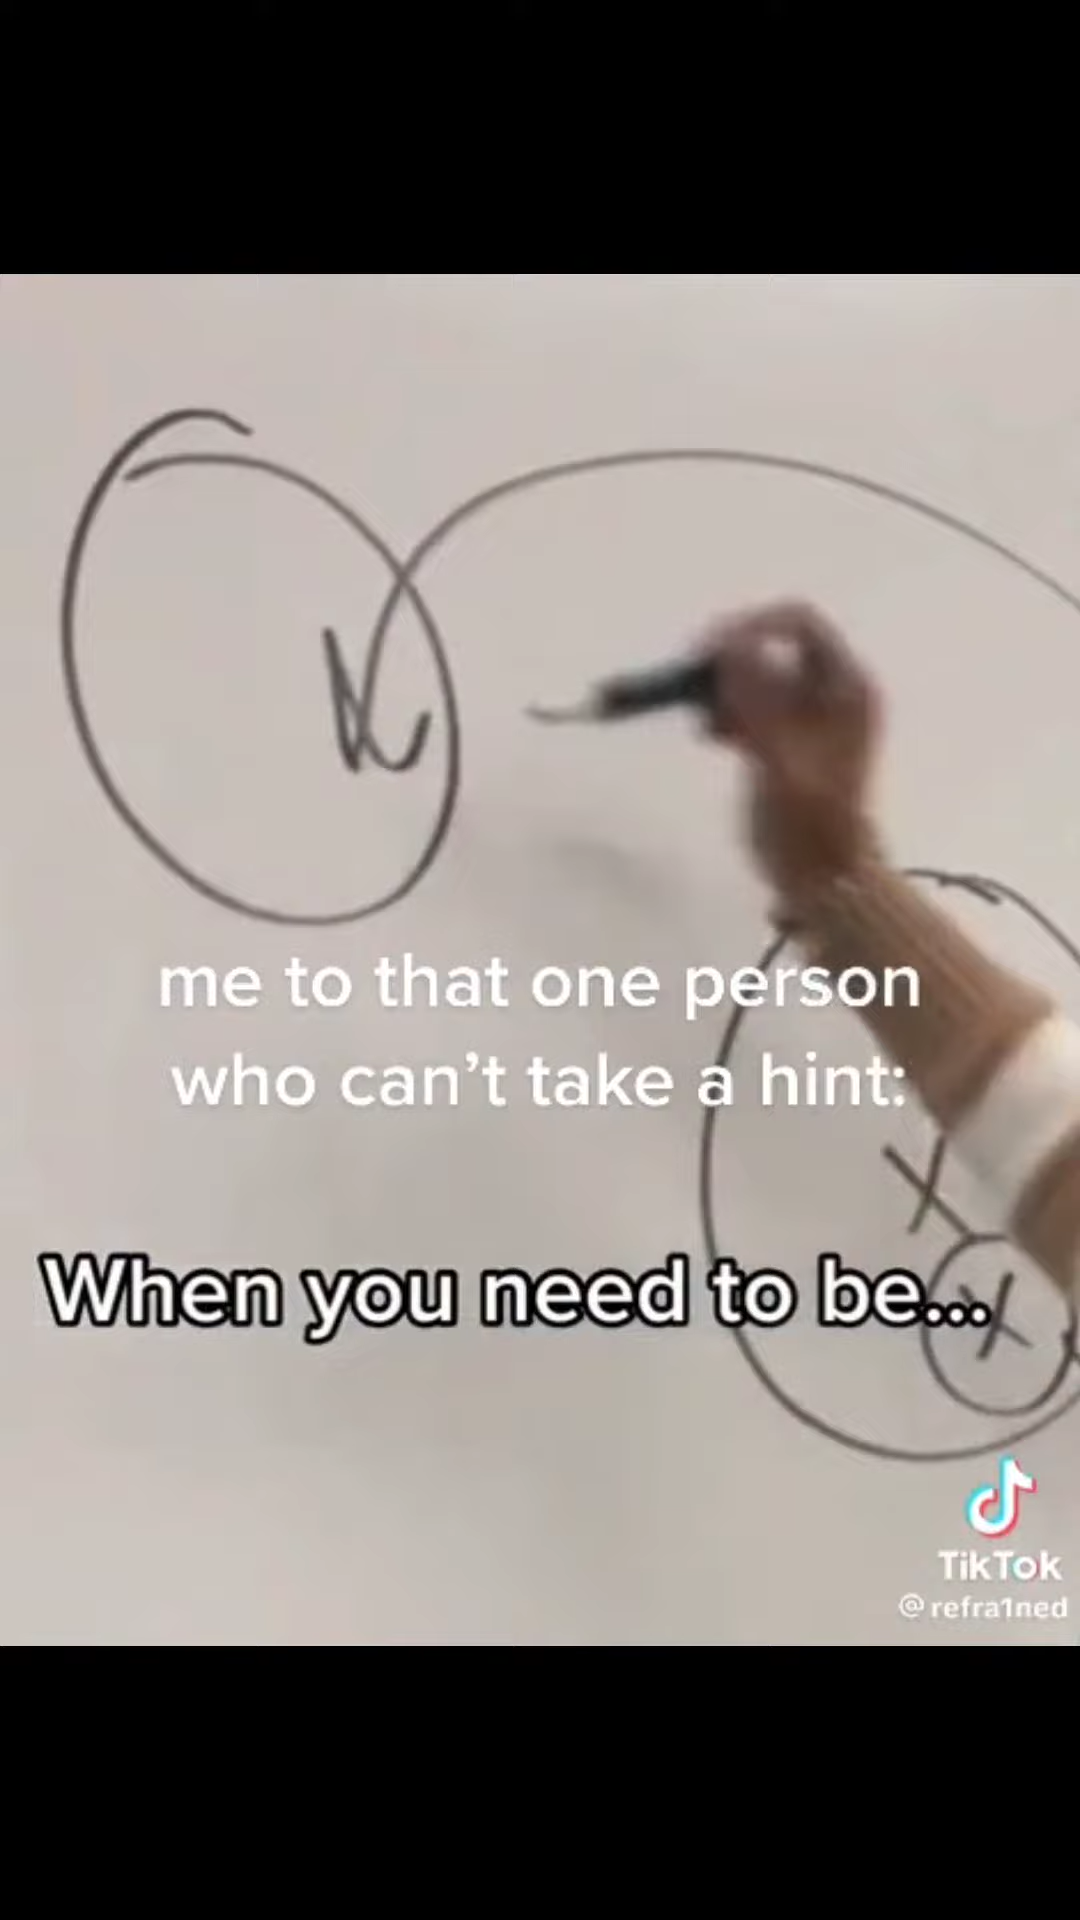 me to that one person
who can't take a hint:
X
When you need to be...
X
TikTok
@refra1ned